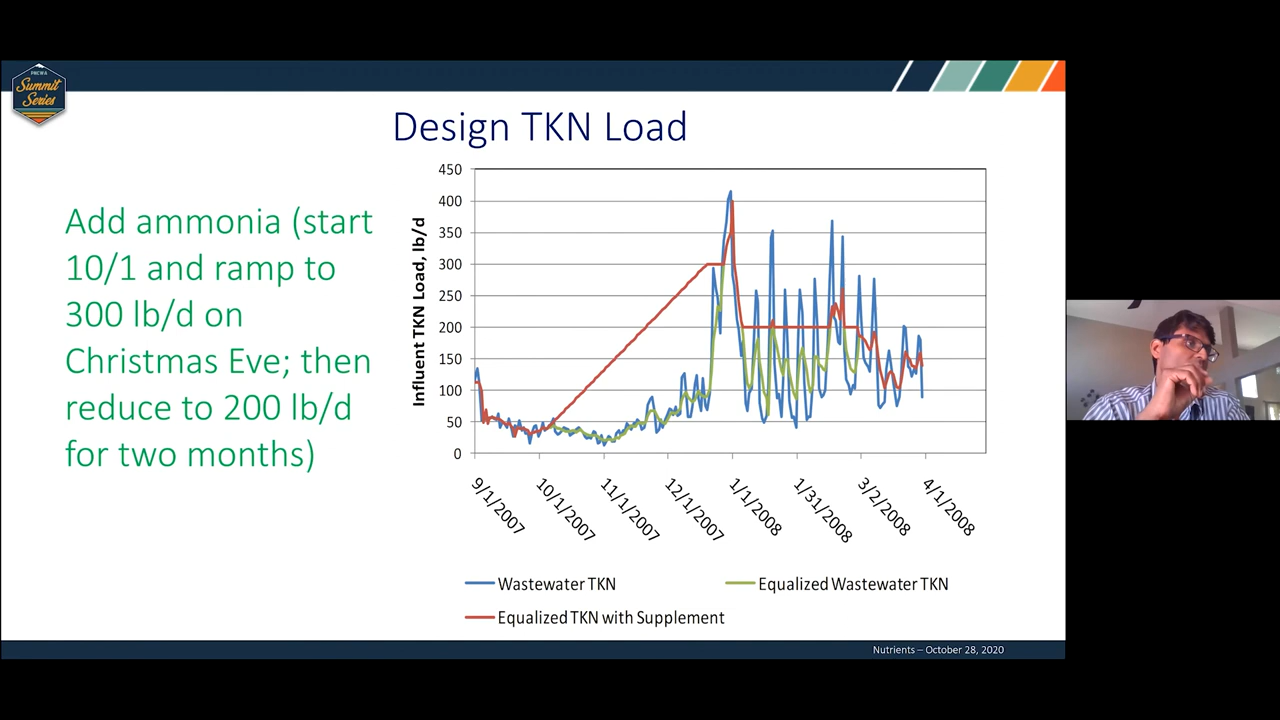 PNCWA
Summit
Series
Design TKN Load
Add ammonia (start
10/1 and ramp to
300 lb/d on
Christmas Eve; then
reduce to 200 lb/d
for two months)
Influent TKN Load, lb/d
450
400
350
300
250
200
150
100
50
0
9/1/2007
10/1/2007
11/1/2007
12/1/2007
1/1/2008
1/31/2008
3/2/2008
4/1/2008
Wastewater TKN
Equalized Wastewater TKN
Equalized TKN with Supplement
Nutrients – October 28, 2020